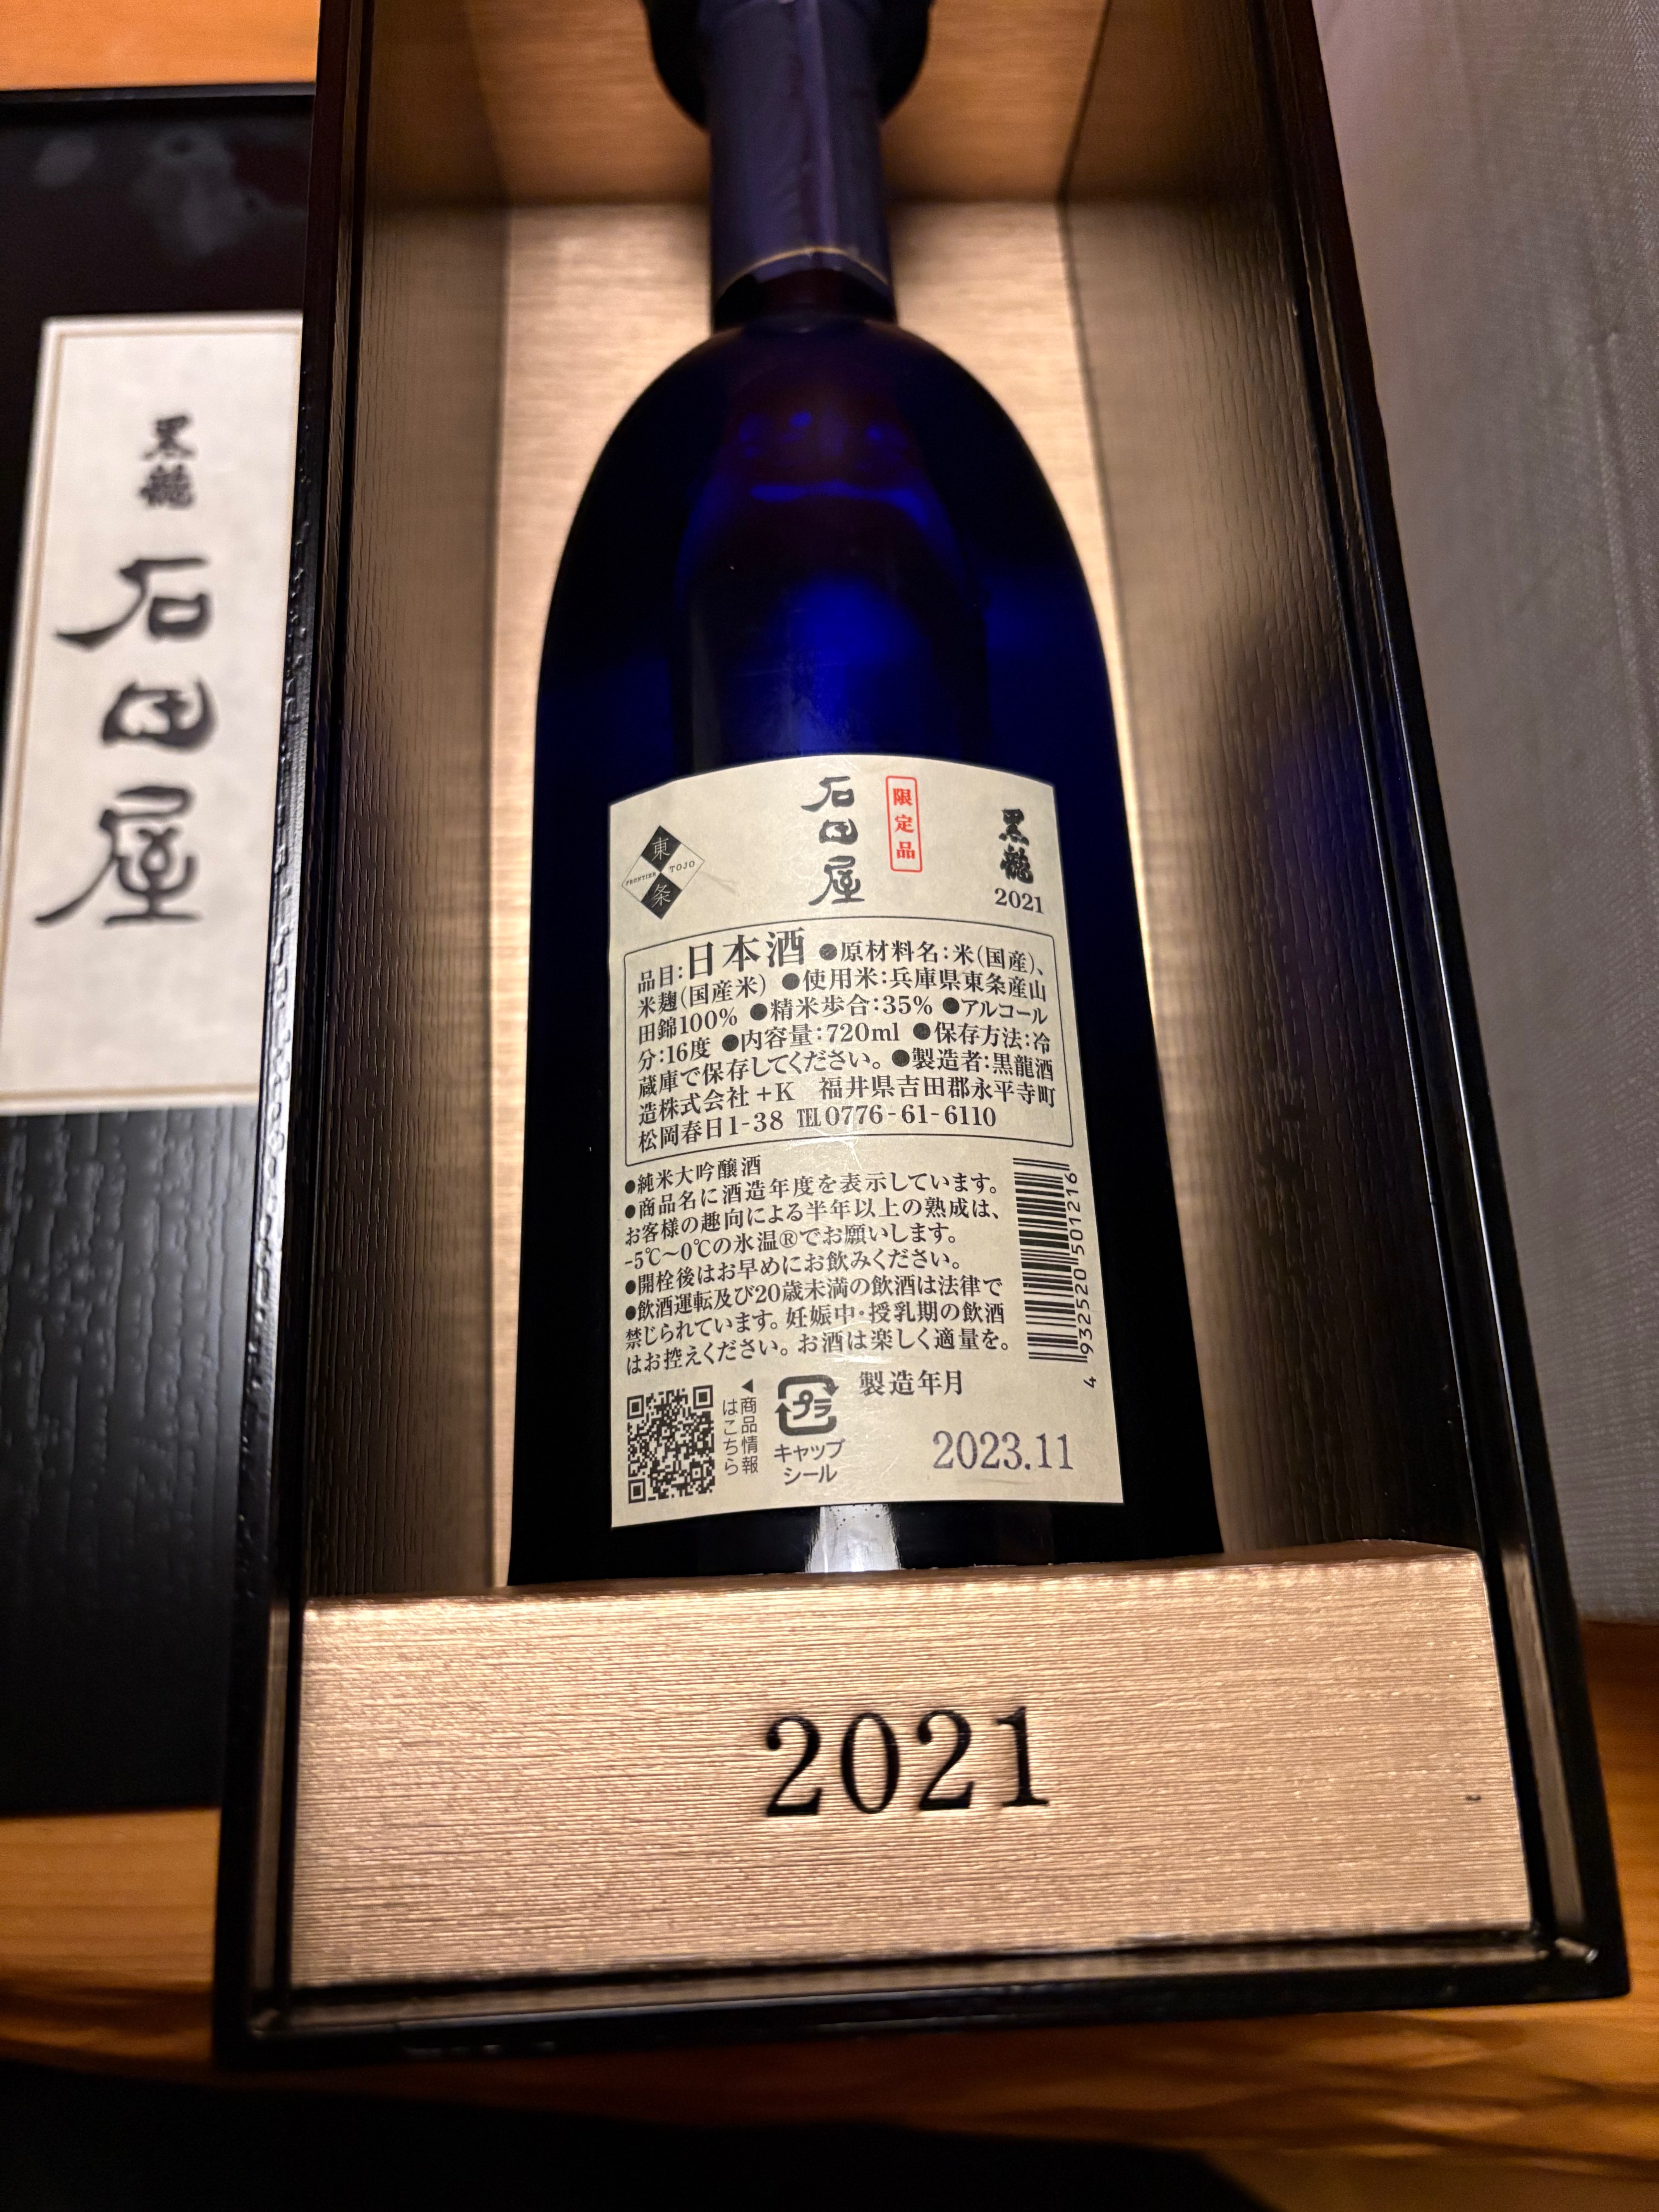 黒龍
石田屋
黒龍
2021
限定品
石田屋
東条
FRONTIER TOJO
品目:日本酒 ●原材料名:米(国産)、
米麹(国産米) ●使用米:兵庫県東条産山
田錦100% ●精米歩合:35% ●アルコール
分:16度 ●内容量:720ml ●保存方法:冷
蔵庫で保存してください。 ●製造者:黒龍酒
造株式会社+K 福井県吉田郡永平寺町
松岡春日1-38 ℡0776-61-6110
●純米大吟醸酒
●商品名に酒造年度を表示しています。
お客様の趣向による半年以上の熟成は、
-5℃~0℃の氷温®でお願いします。
●開栓後はお早めにお飲みください。
●飲酒運転及び20歳未満の飲酒は法律で
禁じられています。妊娠中・授乳期の飲酒
はお控えください。お酒は楽しく適量を。
4 932520 501216
◀商品情報
はこちら
プラ
キャップ
シール
製造年月
2023.11
2021